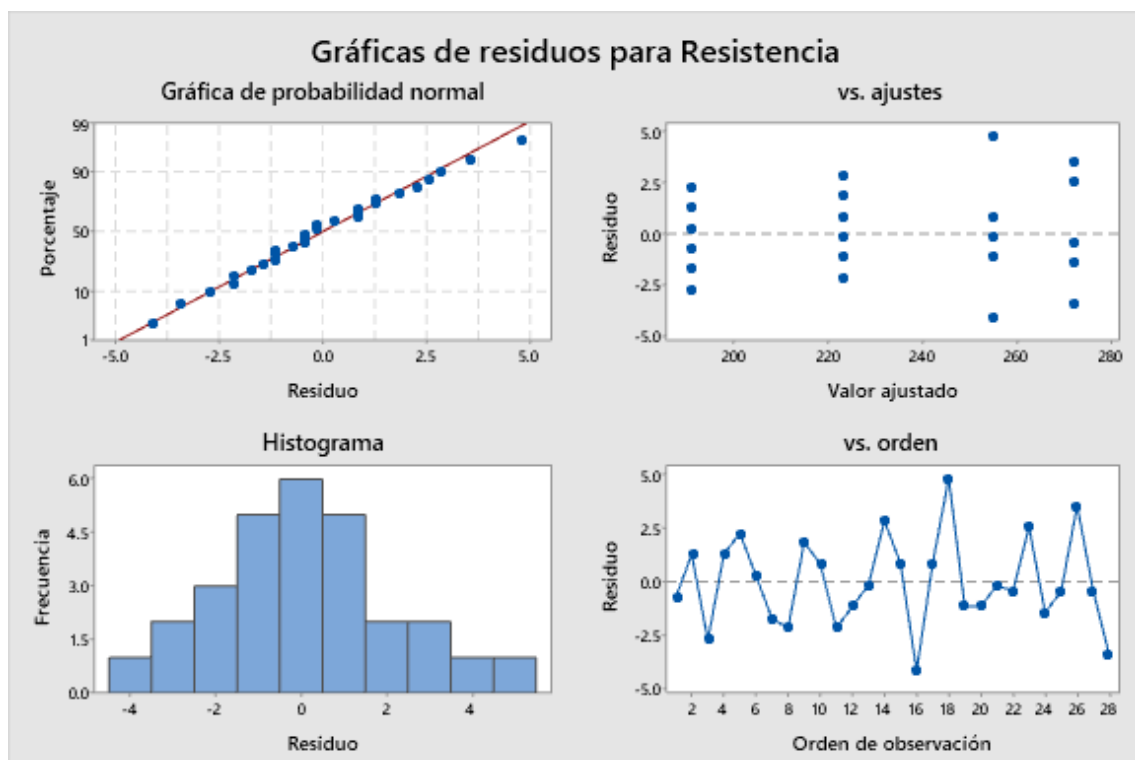 Gráficas de residuos para Resistencia
Gráfica de probabilidad normal
99
90
50
10
1
Porcentaje
-5.0 -2.5 0.0 2.5 5.0
Residuo
vs. ajustes
5.0
2.5
0.0
-2.5
-5.0
Residuo
200 220 240 260 280
Valor ajustado
Histograma
6.0
4.5
3.0
1.5
0.0
Frecuencia
-4 -2 0 2 4
Residuo
vs. orden
5.0
2.5
0.0
-2.5
-5.0
Residuo
2 4 6 8 10 12 14 16 18 20 22 24 26 28
Orden de observación